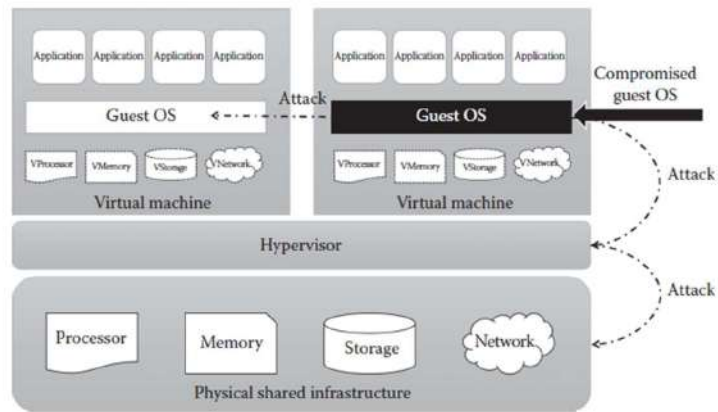 Application Application Application Application
Application Application Application Application
Compromised
guest OS
Attack
Guest OS
Guest OS
VProcessor VMemory VStorage VNetwork
VProcessor VMemory VStorage VNetwork
Attack
Virtual machine
Virtual machine
Hypervisor
Attack
Processor
Memory
Storage
Network
Physical shared infrastructure